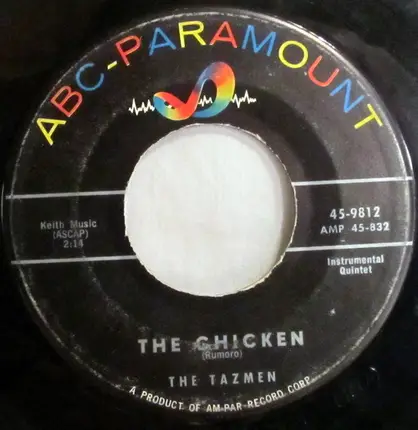 ABC-PARAMOUNT
Keith Music
(ASCAP)
2:14
45-9812
AMP 45-832
Instrumental
Quintet
THE CHICKEN
(Rumoro)
THE TAZMEN
A PRODUCT OF AM-PAR RECORD CORP.